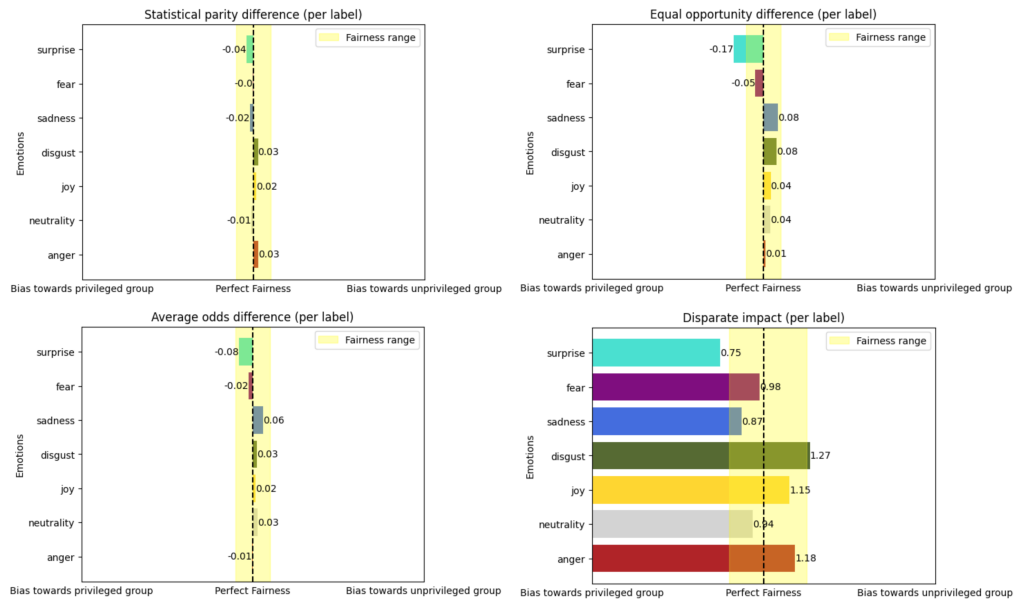 Statistical parity difference (per label)
Fairness range
Emotions
surprise -0.04
fear -0.0
sadness -0.02
disgust 0.03
joy 0.02
neutrality -0.01
anger 0.03
Bias towards privileged group Perfect Fairness Bias towards unprivileged group
Equal opportunity difference (per label)
Fairness range
Emotions
surprise -0.17
fear -0.05
sadness 0.08
disgust 0.08
joy 0.04
neutrality 0.04
anger 0.01
Bias towards privileged group Perfect Fairness Bias towards unprivileged group
Average odds difference (per label)
Fairness range
Emotions
surprise -0.08
fear -0.02
sadness 0.06
disgust 0.03
joy 0.02
neutrality 0.03
anger -0.01
Bias towards privileged group Perfect Fairness Bias towards unprivileged group
Disparate impact (per label)
Fairness range
Emotions
surprise 0.75
fear 0.98
sadness 0.87
disgust 1.27
joy 1.15
neutrality 0.94
anger 1.18
Bias towards privileged group Perfect Fairness Bias towards unprivileged group